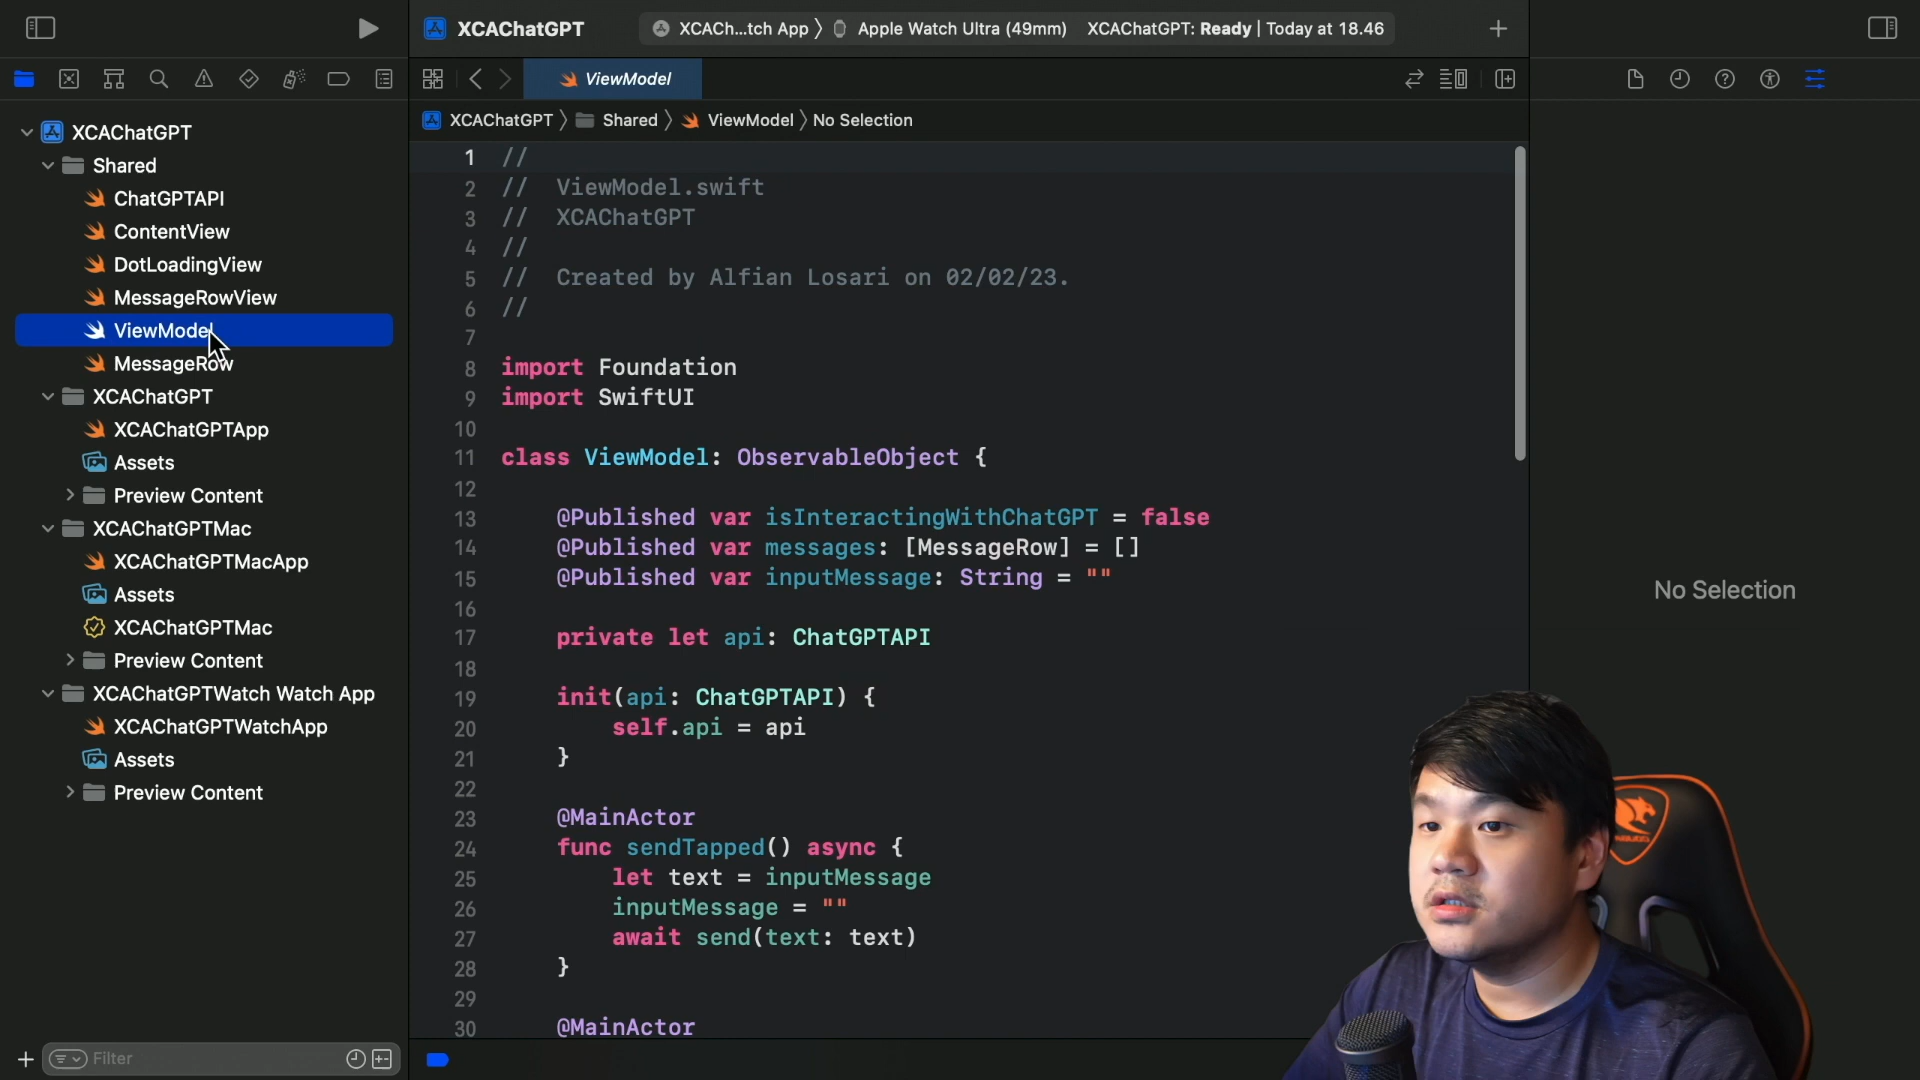 XCAChatGPT
XCACh...tch App 〉 Apple Watch Ultra (49mm)
XCAChatGPT: Ready | Today at 18.46
ViewModel
XCAChatGPT 〉 Shared 〉 ViewModel 〉 No Selection
XCAChatGPT
Shared
ChatGPTAPI
ContentView
DotLoadingView
MessageRowView
ViewModel
MessageRow
XCAChatGPT
XCAChatGPTApp
Assets
Preview Content
XCAChatGPTMac
XCAChatGPTMacApp
Assets
XCAChatGPTMac
Preview Content
XCAChatGPTWatch Watch App
XCAChatGPTWatchApp
Assets
Preview Content
Filter
1 //
2 //  ViewModel.swift
3 //  XCAChatGPT
4 //
5 //  Created by Alfian Losari on 02/02/23.
6 //
7
8 import Foundation
9 import SwiftUI
10
11 class ViewModel: ObservableObject {
12
13     @Published var isInteractingWithChatGPT = false
14     @Published var messages: [MessageRow] = []
15     @Published var inputMessage: String = ""
16
17     private let api: ChatGPTAPI
18
19     init(api: ChatGPTAPI) {
20         self.api = api
21     }
22
23     @MainActor
24     func sendTapped() async {
25         let text = inputMessage
26         inputMessage = ""
27         await send(text: text)
28     }
29
30     @MainActor
No Selection